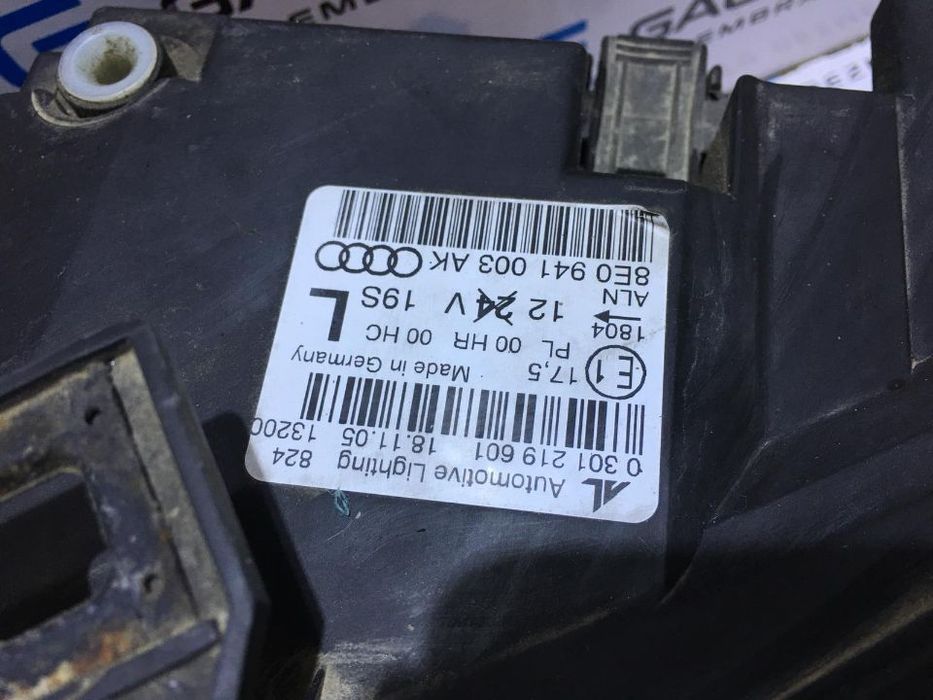 AL Automotive Lighting 824
0 301 219 601 18.11.05 13200
E1 17,5 Made in Germany
PL 00 HR 00 HC
1804
12 24 V 19S L
ALN
8E0 941 003 AK